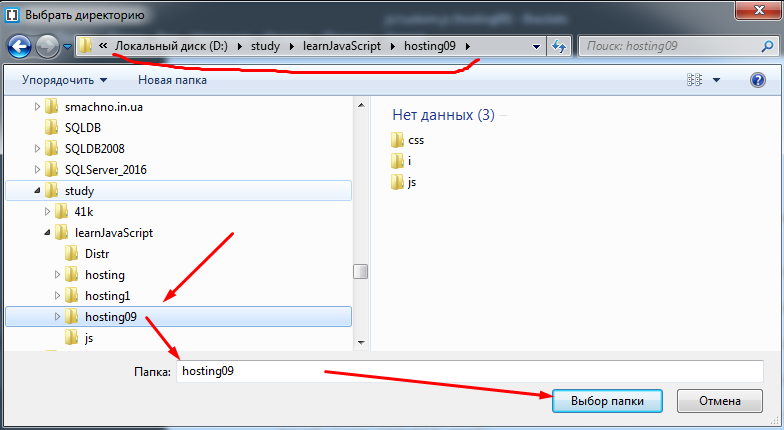 Выбрать директорию
« Локальный диск (D:) study learnJavaScript hosting09
Поиск: hosting09
Упорядочить Новая папка
smachno.in.ua
SQLDB
SQLDB2008
SQLServer_2016
study
41k
learnJavaScript
Distr
hosting
hosting1
hosting09
js
Нет данных (3)
css
i
js
Папка: hosting09
Выбор папки Отмена